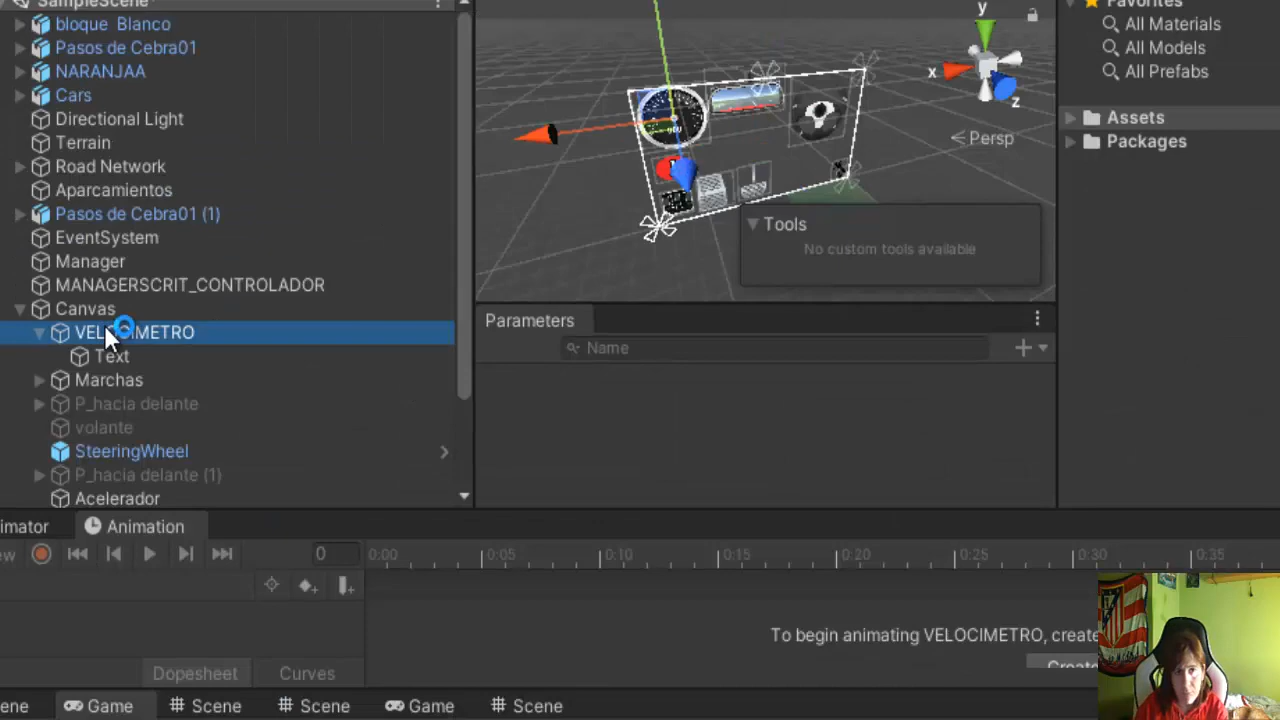 SampleScene*
bloque Blanco
Pasos de Cebra01
NARANJAA
Cars
Directional Light
Terrain
Road Network
Aparcamientos
Pasos de Cebra01 (1)
EventSystem
Manager
MANAGERSCRIT_CONTROLADOR
Canvas
VELOCIMETRO
Text
Marchas
P_hacia delante
volante
SteeringWheel
P_hacia delante (1)
Acelerador
y
x
z
Persp
Tools
No custom tools available
Parameters
Name
Favorites
All Materials
All Models
All Prefabs
Assets
Packages
imator
Animation
ew
0
0:00
0:05
0:10
0:15
0:20
0:25
0:30
0:35
To begin animating VELOCIMETRO, create
Create
Dopesheet
Curves
ene
Game
Scene
Scene
Game
Scene